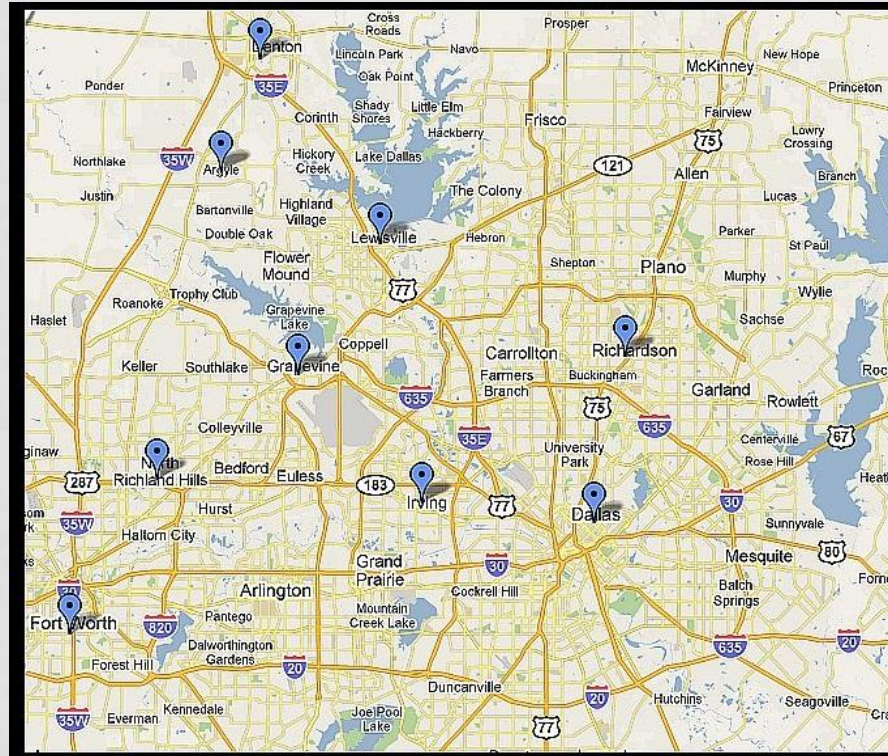 Cross
Roads
Prosper
Denton
Navo
Lincoln Park
New Hope
McKinney
Oak Point
Ponder
35E
Princeton
Shady
Shores
Little Elm
Corinth
Frisco
Fairview
Hackberry
75
Lowry
Crossing
35W
Northlake
Argyle
Hickory
Creek
Lake Dallas
121
Allen
Branch
Justin
The Colony
Lucas
Bartonville
Highland
Village
Double Oak
Lewisville
Hebron
Parker
St Paul
Flower
Mound
Shepton
Plano
Murphy
77
Wylie
Trophy Club
Roanoke
Haslet
Grapevine
Lake
Sachse
Coppell
Richardson
Keller
Southlake
Grapevine
Carrollton
Farmers
Branch
Buckingham
Garland
635
75
Rowlett
Colleyville
635
35E
University
Park
Centerville
67
Rose Hill
North
Richland Hills
Bedford
Euless
287
183
Irving
77
30
Hurst
Dallas
35W
Sunnyvale
Haltom City
80
Mesquite
Grand
Prairie
30
30
Arlington
Cockrell Hill
Balch
Springs
Fort Worth
Pantego
Mountain
Creek Lake
820
Dalworthington
Gardens
635
20
Forest Hill
20
Duncanville
20
Hutchins
Kennedale
Seagoville
35W
Everman
Joe Pool
Lake
77